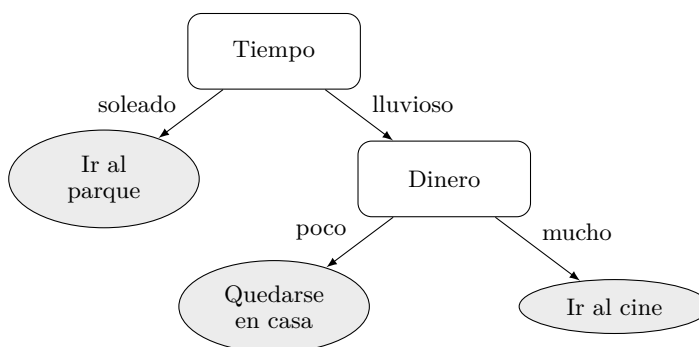 Tiempo
soleado
lluvioso
Ir al
parque
Dinero
poco
mucho
Quedarse
en casa
Ir al cine